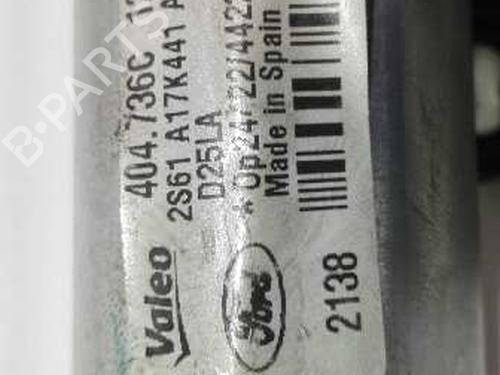 Valeo
404.736C
2S61 A17K441
D25LA
Made in Spain
Ford
2138
B-PARTS